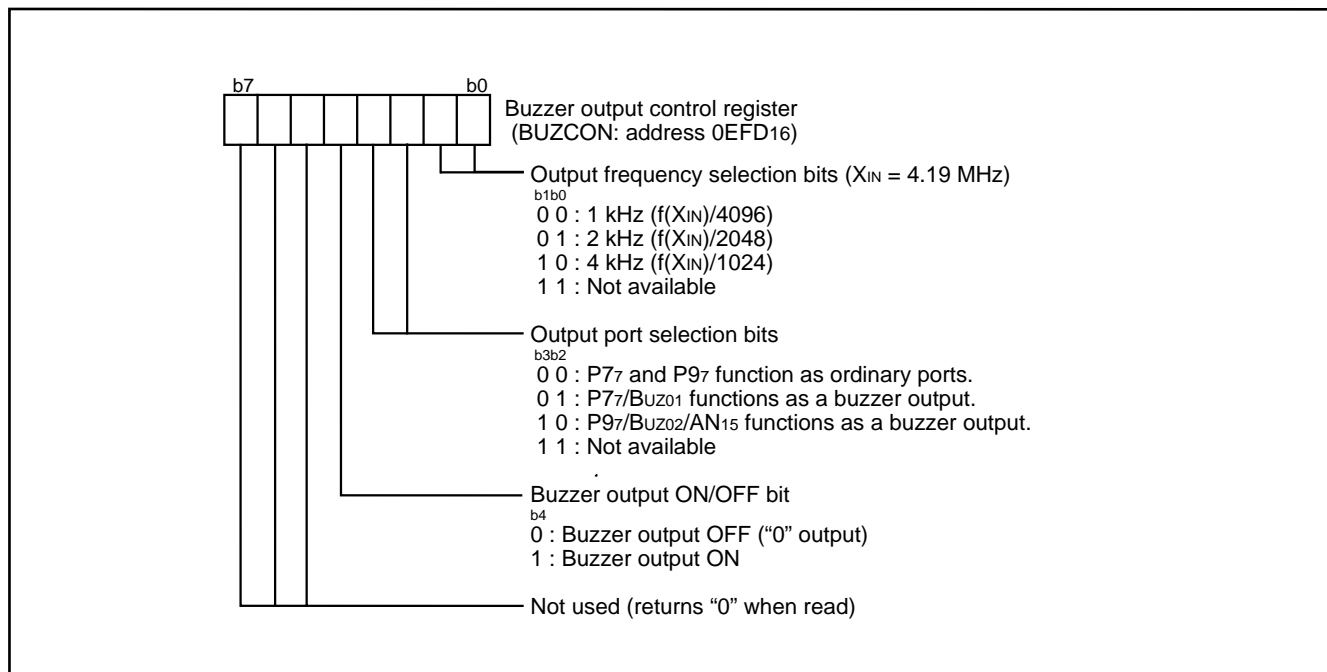 b7 b0
Buzzer output control register
(BUZCON: address 0EFD16)
Output frequency selection bits (XIN = 4.19 MHz)
b1b0
0 0 : 1 kHz (f(XIN)/4096)
0 1 : 2 kHz (f(XIN)/2048)
1 0 : 4 kHz (f(XIN)/1024)
1 1 : Not available
Output port selection bits
b3b2
0 0 : P77 and P97 function as ordinary ports.
0 1 : P77/BUZ01 functions as a buzzer output.
1 0 : P97/BUZ02/AN15 functions as a buzzer output.
1 1 : Not available
.
Buzzer output ON/OFF bit
b4
0 : Buzzer output OFF (“0” output)
1 : Buzzer output ON
Not used (returns “0” when read)